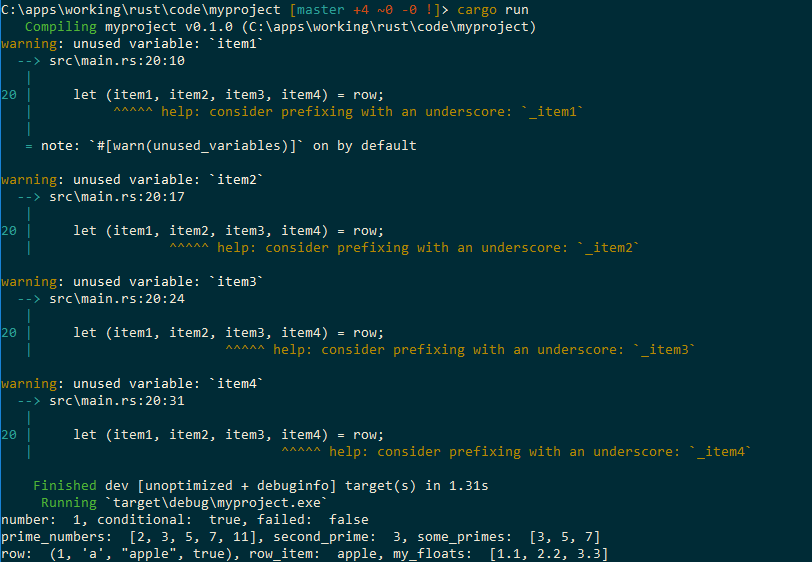 C:\apps\working\rust\code\myproject [master +4 ~0 -0 !]> cargo run
   Compiling myproject v0.1.0 (C:\apps\working\rust\code\myproject)
warning: unused variable: `item1`
  --> src\main.rs:20:10
   |
20 |     let (item1, item2, item3, item4) = row;
   |          ^^^^^ help: consider prefixing with an underscore: `_item1`
   |
   = note: `#[warn(unused_variables)]` on by default

warning: unused variable: `item2`
  --> src\main.rs:20:17
   |
20 |     let (item1, item2, item3, item4) = row;
   |                 ^^^^^ help: consider prefixing with an underscore: `_item2`

warning: unused variable: `item3`
  --> src\main.rs:20:24
   |
20 |     let (item1, item2, item3, item4) = row;
   |                        ^^^^^ help: consider prefixing with an underscore: `_item3`

warning: unused variable: `item4`
  --> src\main.rs:20:31
   |
20 |     let (item1, item2, item3, item4) = row;
   |                               ^^^^^ help: consider prefixing with an underscore: `_item4`

    Finished dev [unoptimized + debuginfo] target(s) in 1.31s
     Running `target\debug\myproject.exe`
number:  1, conditional:  true, failed:  false
prime_numbers:  [2, 3, 5, 7, 11], second_prime:  3, some_primes:  [3, 5, 7]
row:  (1, 'a', "apple", true), row_item:  apple, my_floats:  [1.1, 2.2, 3.3]